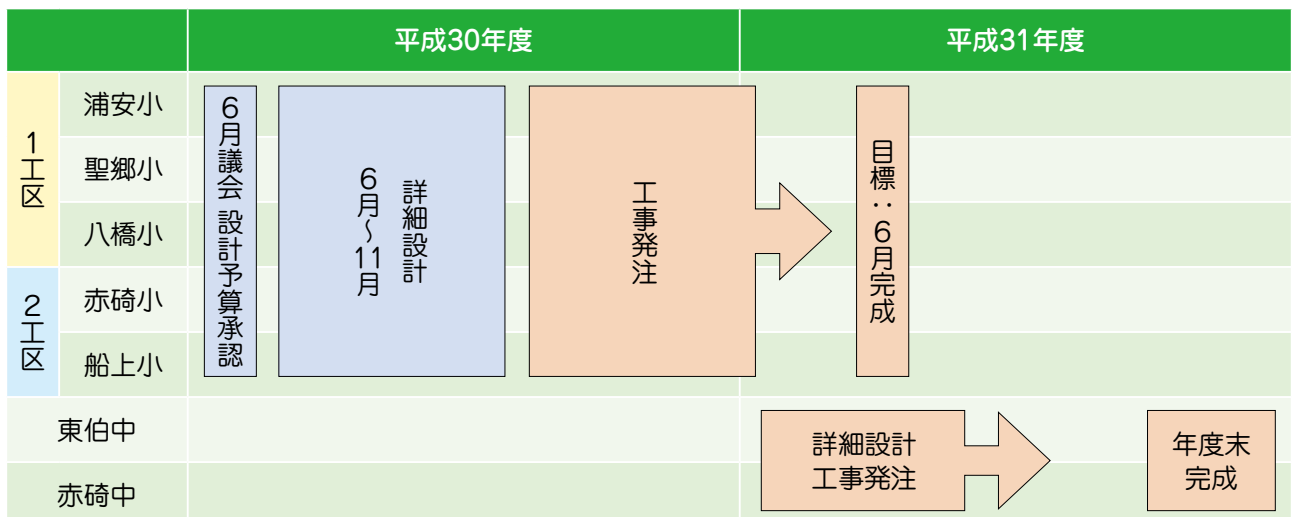 平成30年度
平成31年度
1工区
浦安小
聖郷小
八橋小
2工区
赤碕小
船上小
東伯中
赤碕中
6月議会 設計予算承認
詳細設計
6月～11月
工事発注
目標：6月完成
詳細設計
工事発注
年度末
完成